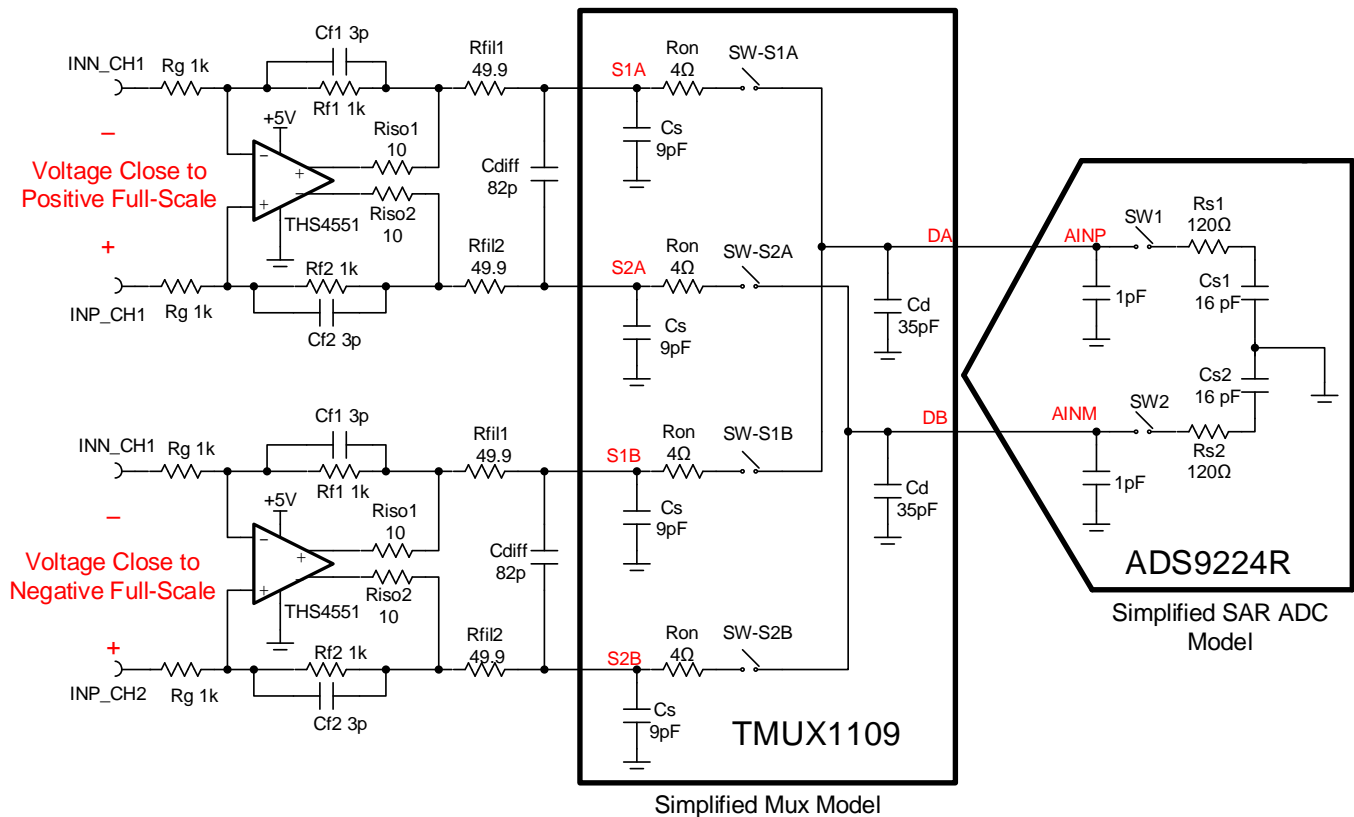 INN_CH1
Rg 1k
Cf1 3p
Rf1 1k
Rfil1
49.9
+5V
Riso1
10
−
Voltage Close to
Positive Full-Scale
+
−
+
+
−
THS4551
Riso2
10
Cdiff
82p
INP_CH1
Rg 1k
Rf2 1k
Cf2 3p
Rfil2
49.9
S1A
Ron
4Ω
SW-S1A
Cs
9pF
S2A
Ron
4Ω
SW-S2A
Cs
9pF
DA
Cd
35pF
AINP
SW1
Rs1
120Ω
1pF
Cs1
16 pF
INN_CH1
Rg 1k
Cf1 3p
Rf1 1k
Rfil1
49.9
+5V
Riso1
10
−
Voltage Close to
Negative Full-Scale
+
−
+
+
−
THS4551
Riso2
10
Cdiff
82p
INP_CH2
Rg 1k
Rf2 1k
Cf2 3p
Rfil2
49.9
S1B
Ron
4Ω
SW-S1B
Cs
9pF
S2B
Ron
4Ω
SW-S2B
Cs
9pF
DB
Cd
35pF
AINM
SW2
Rs2
120Ω
1pF
Cs2
16 pF
TMUX1109
Simplified Mux Model
ADS9224R
Simplified SAR ADC
Model